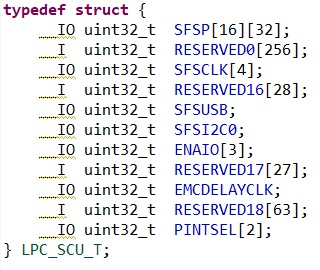 typedef struct {
__IO uint32_t SFSP[16][32];
__I uint32_t RESERVED0[256];
__IO uint32_t SFSCLK[4];
__I uint32_t RESERVED16[28];
__IO uint32_t SFSUSB;
__IO uint32_t SFSI2C0;
__IO uint32_t ENAIO[3];
__I uint32_t RESERVED17[27];
__IO uint32_t EMCDELAYCLK;
__I uint32_t RESERVED18[63];
__IO uint32_t PINTSEL[2];
} LPC_SCU_T;